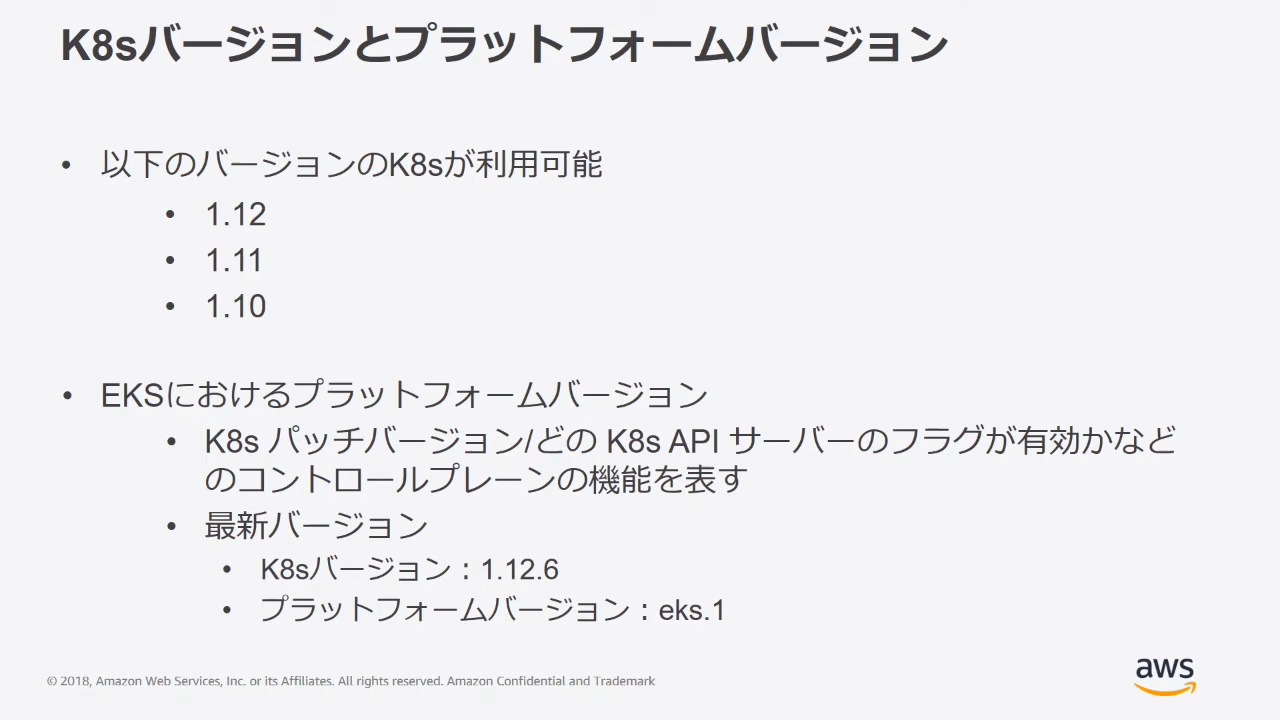 K8sバージョンとプラットフォームバージョン
• 以下のバージョンのK8sが利用可能
• 1.12
• 1.11
• 1.10
• EKSにおけるプラットフォームバージョン
• K8s パッチバージョン/どの K8s API サーバーのフラグが有効かなど
のコントロールプレーンの機能を表す
• 最新バージョン
• K8sバージョン：1.12.6
• プラットフォームバージョン：eks.1
© 2018, Amazon Web Services, Inc. or its Affiliates. All rights reserved. Amazon Confidential and Trademark
aws